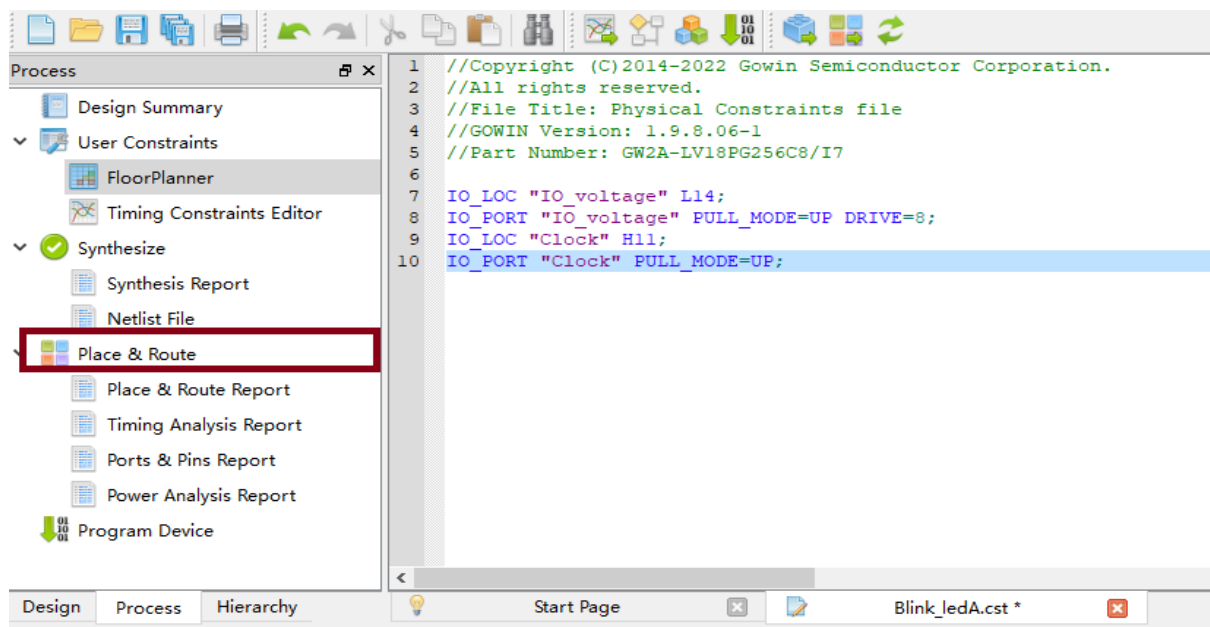 Process
Design Summary
User Constraints
FloorPlanner
Timing Constraints Editor
Synthesize
Synthesis Report
Netlist File
Place & Route
Place & Route Report
Timing Analysis Report
Ports & Pins Report
Power Analysis Report
Program Device
Design Process Hierarchy
1 //Copyright (C)2014-2022 Gowin Semiconductor Corporation.
2 //All rights reserved.
3 //File Title: Physical Constraints file
4 //GOWIN Version: 1.9.8.06-1
5 //Part Number: GW2A-LV18PG256C8/I7
6
7 IO_LOC "IO_voltage" L14;
8 IO_PORT "IO_voltage" PULL_MODE=UP DRIVE=8;
9 IO_LOC "Clock" H11;
10 IO_PORT "Clock" PULL_MODE=UP;
Start Page Blink_ledA.cst *